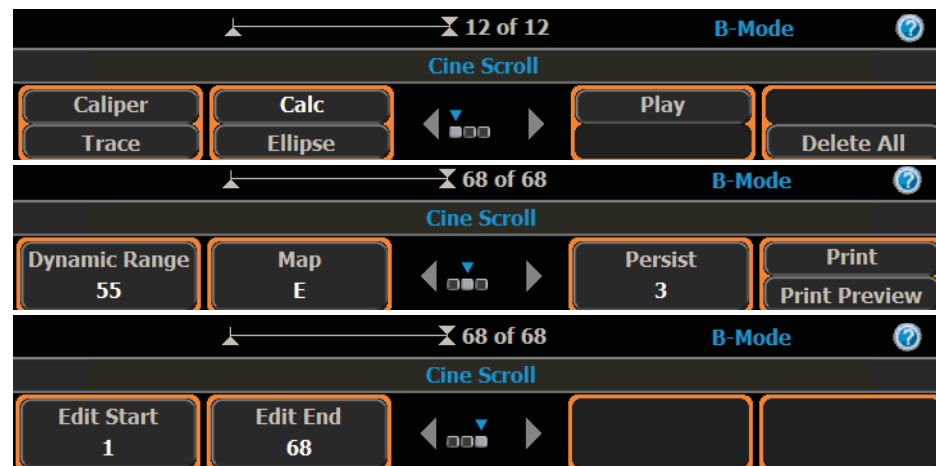 12 of 12 B-Mode ?
Cine Scroll
Caliper Calc Play
Trace Ellipse Delete All
68 of 68 B-Mode ?
Cine Scroll
Dynamic Range Map Persist Print
55 E 3 Print Preview
68 of 68 B-Mode ?
Cine Scroll
Edit Start Edit End
1 68